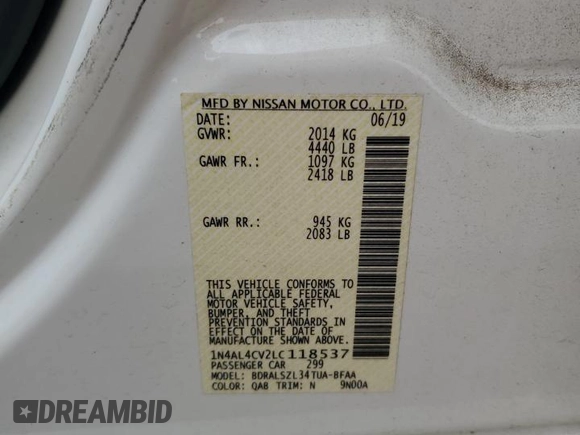 MFD BY NISSAN MOTOR CO., LTD.
DATE: 06/19
GVWR: 2014 KG
4440 LB
GAWR FR.: 1097 KG
2418 LB
GAWR RR.: 945 KG
2083 LB
THIS VEHICLE CONFORMS TO
ALL APPLICABLE FEDERAL
MOTOR VEHICLE SAFETY,
BUMPER, AND THEFT
PREVENTION STANDARDS IN
EFFECT ON THE DATE OF
MANUFACTURE SHOWN ABOVE.
1N4AL4CV2LC118537
PASSENGER CAR 299
MODEL: BDRALSZL34TUA-BFAA
COLOR: QAB TRIM: N 9N00A
DREAMBID
dreambid.com